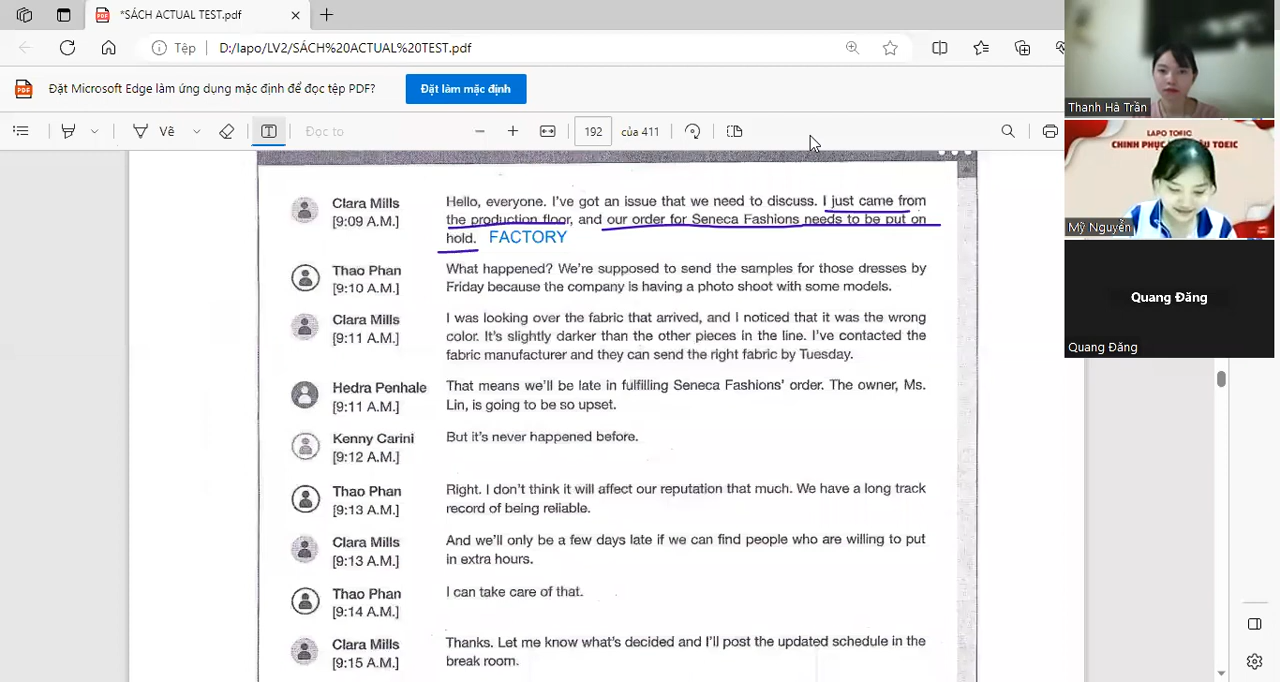 *SÁCH ACTUAL TEST.pdf
Tệp
D:/lapo/LV2/SÁCH%20ACTUAL%20TEST.pdf
Đặt Microsoft Edge làm ứng dụng mặc định để đọc tệp PDF?
Đặt làm mặc định
Vẽ
Đọc to
192
của 411
Thanh Hà Trần
LAPO TOEIC
Mỹ Nguyễn
Quang Đăng
Quang Đăng
Clara Mills
[9:09 A.M.]
Hello, everyone. I've got an issue that we need to discuss. I just came from
the production floor, and our order for Seneca Fashions needs to be put on
hold. FACTORY
Thao Phan
[9:10 A.M.]
What happened? We're supposed to send the samples for those dresses by
Friday because the company is having a photo shoot with some models.
Clara Mills
[9:11 A.M.]
I was looking over the fabric that arrived, and I noticed that it was the wrong
color. It's slightly darker than the other pieces in the line. I've contacted the
fabric manufacturer and they can send the right fabric by Tuesday.
Hedra Penhale
[9:11 A.M.]
That means we'll be late in fulfilling Seneca Fashions' order. The owner, Ms.
Lin, is going to be so upset.
Kenny Carini
[9:12 A.M.]
But it's never happened before.
Thao Phan
[9:13 A.M.]
Right. I don't think it will affect our reputation that much. We have a long track
record of being reliable.
Clara Mills
[9:13 A.M.]
And we'll only be a few days late if we can find people who are willing to put
in extra hours.
Thao Phan
[9:14 A.M.]
I can take care of that.
Clara Mills
[9:15 A.M.]
Thanks. Let me know what's decided and I'll post the updated schedule in the
break room.